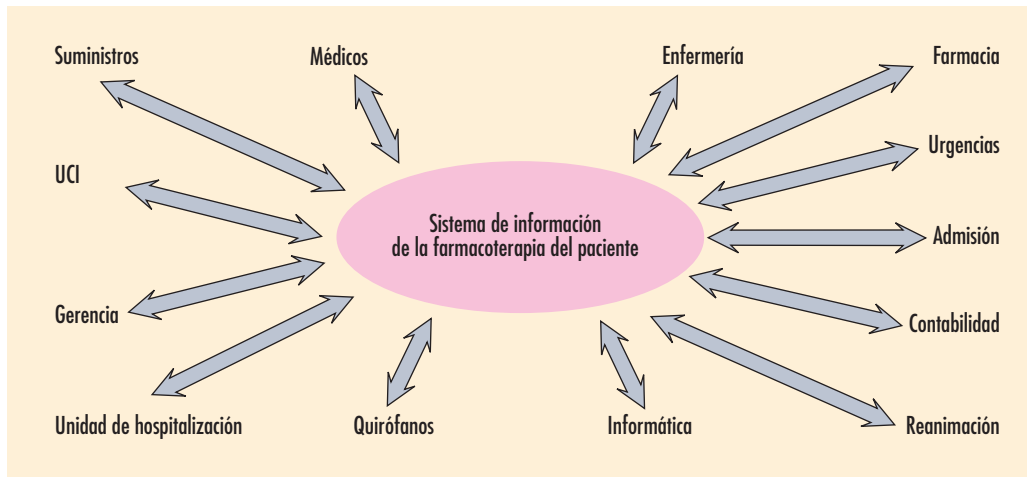 Suministros
Médicos
Enfermería
Farmacia
Urgencias
UCI
Sistema de información
de la farmacoterapia del paciente
Admisión
Gerencia
Contabilidad
Unidad de hospitalización
Quirófanos
Informática
Reanimación